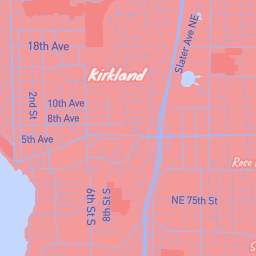 Slater Ave NE
18th Ave
Kirkland
2nd St
10th Ave
8th Ave
5th Ave
Rose
6th St S
8th St S
NE 75th St
S